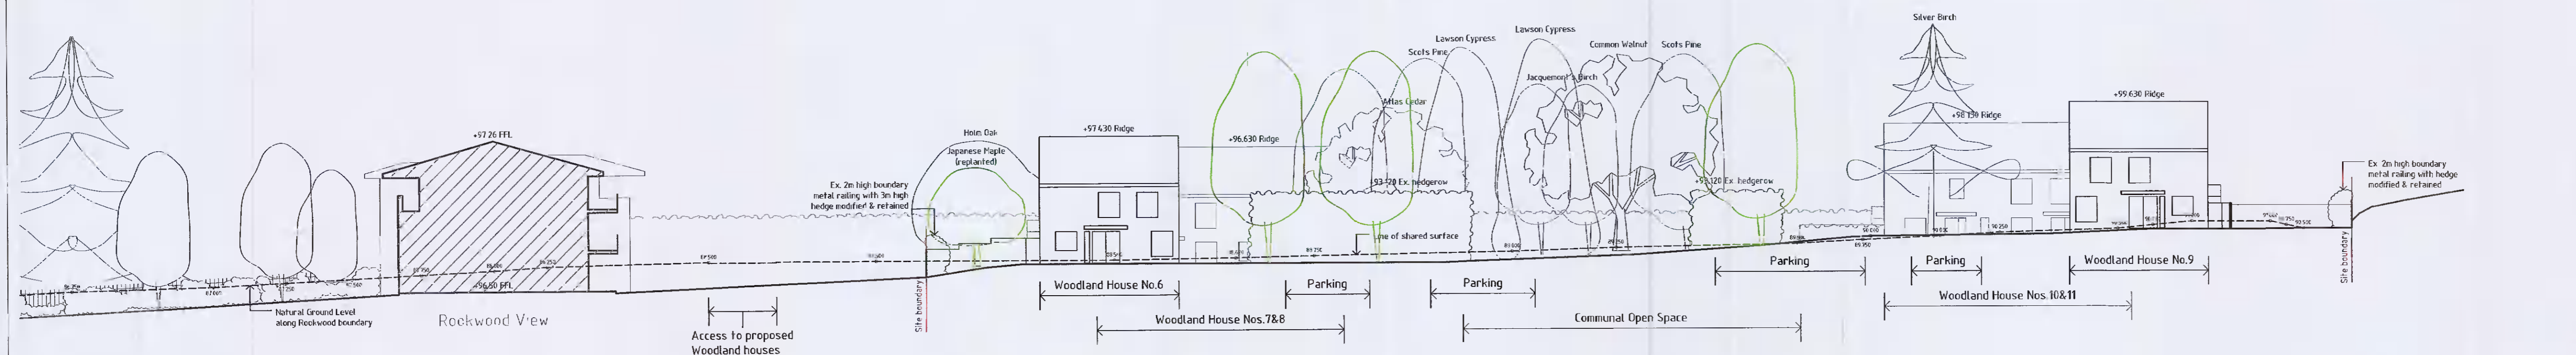 Silver Birch
Lawson Cypress
Lawson Cypress
Common Walnut
Scots Pine
Scots Pine
Jacquemont's Birch
Atlas Cedar
+99.630 Ridge
+98.130 Ridge
+97.26 FFL
Holm Oak
+97.430 Ridge
+96.630 Ridge
Japanese Maple
(replanted)
Ex. 2m high boundary
metal railing with 3m high
hedge modified & retained
+93.120 Ex. hedgerow
+93.120 Ex. hedgerow
Ex 2m high boundary
metal railing with hedge
modified & retained
Line of shared surface
Natural Ground Level
along Rookwood boundary
Rockwood View
Access to proposed
Woodland houses
Site boundary
Woodland House No.6
Parking
Parking
Parking
Parking
Woodland House No.9
Woodland House Nos.7&8
Communal Open Space
Woodland House Nos.10&11
Site boundary